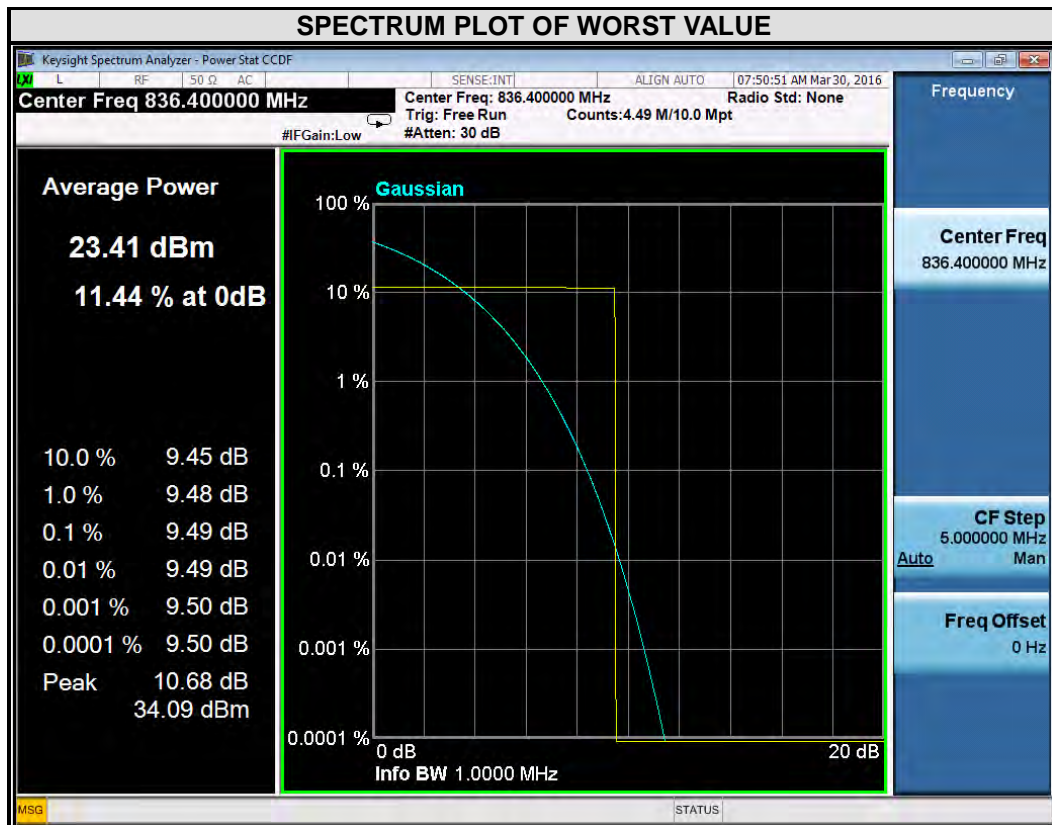 SPECTRUM PLOT OF WORST VALUE
Keysight Spectrum Analyzer - Power Stat CCDF
LXI L RF 50 Ω AC SENSE:INT ALIGN AUTO 07:50:51 AM Mar 30, 2016
Center Freq 836.400000 MHz
#IFGain:Low
Center Freq: 836.400000 MHz Radio Std: None
Trig: Free Run Counts:4.49 M/10.0 Mpt
#Atten: 30 dB
Average Power
23.41 dBm
11.44 % at 0dB
10.0 % 9.45 dB
1.0 % 9.48 dB
0.1 % 9.49 dB
0.01 % 9.49 dB
0.001 % 9.50 dB
0.0001 % 9.50 dB
Peak 10.68 dB
34.09 dBm
Gaussian
100 %
10 %
1 %
0.1 %
0.01 %
0.001 %
0.0001 %
0 dB 20 dB
Info BW 1.0000 MHz
Frequency
Center Freq
836.400000 MHz
CF Step
5.000000 MHz
Auto Man
Freq Offset
0 Hz
MSG STATUS